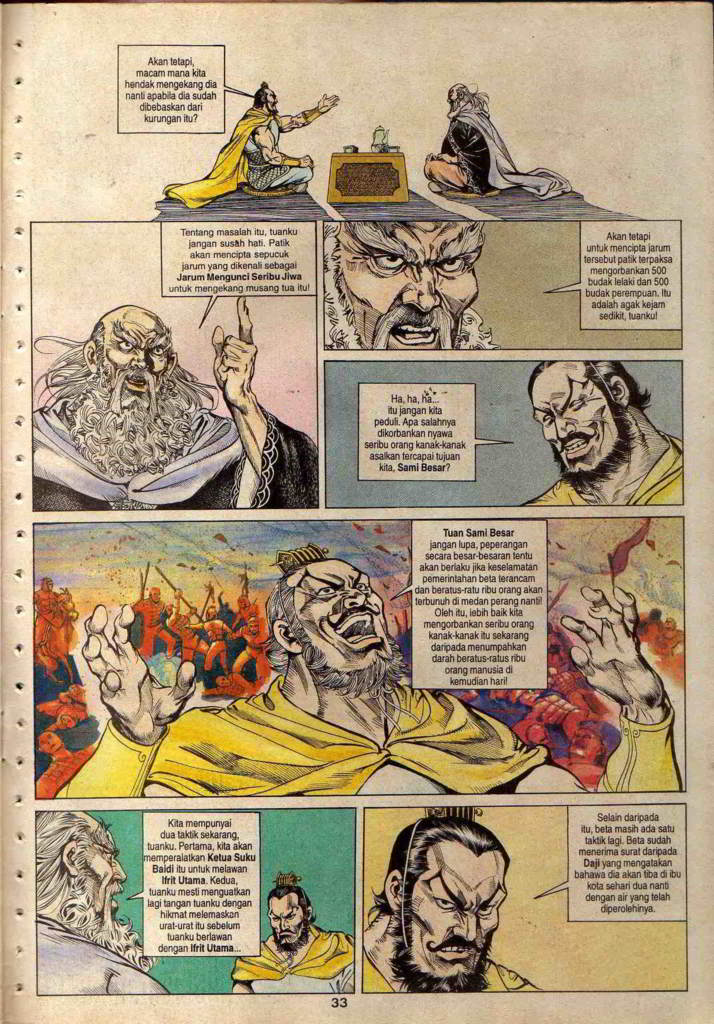 Akan tetapi,
macam mana kita
hendak mengekang dia
nanti apabila dia sudah
dibebaskan dari
kurungan itu?
Tentang masalah itu, tuanku
jangan susah hati. Patik
akan mencipta sepucuk
jarum yang dikenali sebagai
Jarum Mengunci Seribu Jiwa
untuk mengekang musang tua itu!
Akan tetapi
untuk mencipta jarum
tersebut patik terpaksa
mengorbankan 500
budak lelaki dan 500
budak perempuan. Itu
adalah agak kejam
sedikit, tuanku!
Ha, ha, ha...
itu jangan kita
peduli. Apa salahnya
dikorbankan nyawa
seribu orang kanak-kanak
asalkan tercapai tujuan
kita, Sami Besar?
Tuan Sami Besar
jangan lupa, peperangan
secara besar-besaran tentu
akan berlaku jika keselamatan
pemerintahan beta terancam
dan beratus-ratus ribu orang akan
terbunuh di medan perang nanti!
Oleh itu, lebih baik kita
mengorbankan seribu orang
kanak-kanak itu sekarang
daripada menumpahkan
darah beratus-ratus ribu
orang manusia di
kemudian hari!
Kita mempunyai
dua taktik sekarang,
tuanku. Pertama, kita akan
memperalatkan Ketua Suku
Baidi itu untuk melawan
Ifrit Utama. Kedua,
tuanku mesti menguatkan
lagi tangan tuanku dengan
hikmat melemaskan
urat-urat itu sebelum
tuanku berlawan
dengan Ifrit Utama...
Selain daripada
itu, beta masih ada satu
taktik lagi. Beta sudah
menerima surat daripada
Daji yang mengatakan
bahawa dia akan tiba di ibu
kota sehari dua nanti
dengan air yang telah
diperolehinya.
33